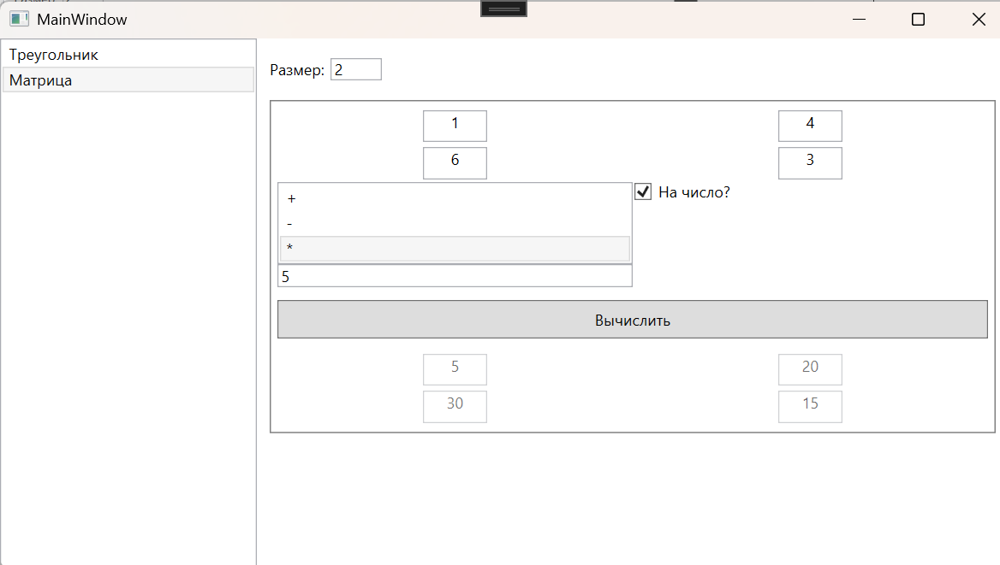 MainWindow
Треугольник
Матрица
Размер: 2
1 4
6 3
+
-
*
На число?
5
Вычислить
5 20
30 15